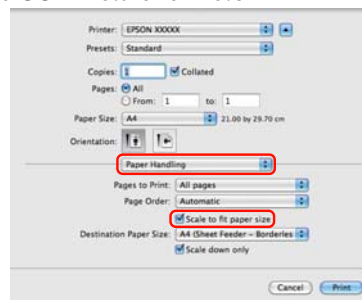 Printer: EPSON XXXXX
Presets: Standard
Copies: 1 Collated
Pages: All
From: 1 to: 1
Paper Size: A4 21.00 by 29.70 cm
Orientation:
Paper Handling
Pages to Print: All pages
Page Order: Automatic
Scale to fit paper size
Destination Paper Size: A4 (Sheet Feeder - Borderles
Scale down only
Cancel Print